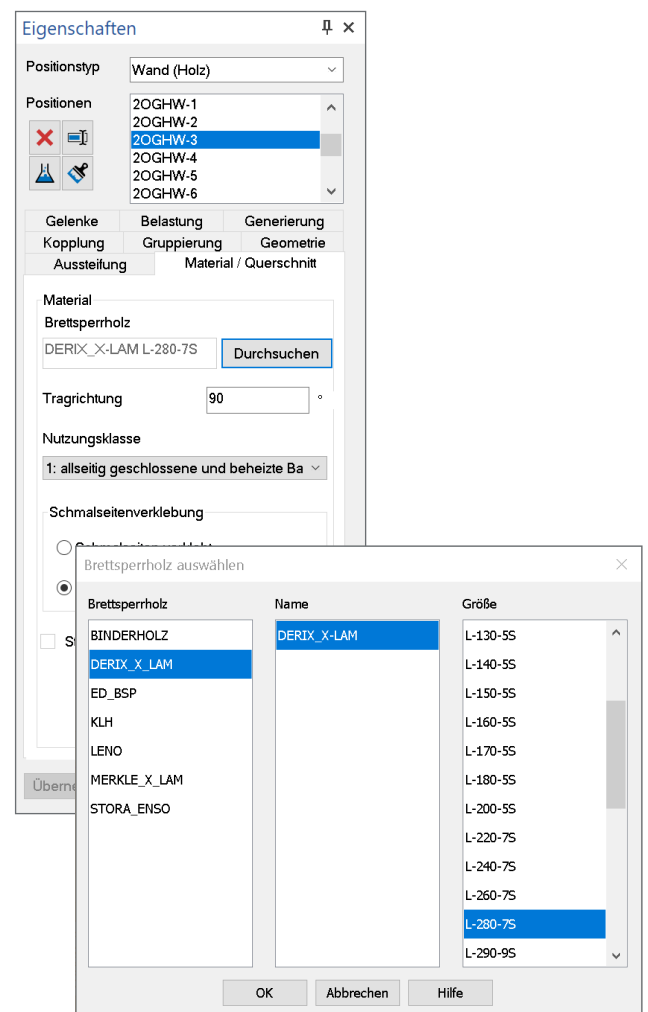 Eigenschaften
Positionstyp
Wand (Holz)
Positionen
2OGHW-1
2OGHW-2
2OGHW-3
2OGHW-4
2OGHW-5
2OGHW-6
Gelenke Belastung Generierung
Kopplung Gruppierung Geometrie
Aussteifung Material / Querschnitt
Material
Brettsperrholz
DERIX_X-LAM L-280-7S Durchsuchen
Tragrichtung 90 °
Nutzungsklasse
1: allseitig geschlossene und beheizte Ba
Schmalseitenverklebung
Brettsperrholz auswählen
Brettsperrholz Name Größe
BINDERHOLZ DERIX_X-LAM L-130-5S
DERIX_X_LAM L-140-5S
ED_BSP L-150-5S
KLH L-160-5S
LENO L-170-5S
MERKLE_X_LAM L-180-5S
STORA_ENSO L-200-5S
L-220-7S
L-240-7S
L-260-7S
L-280-7S
L-290-9S
OK Abbrechen Hilfe